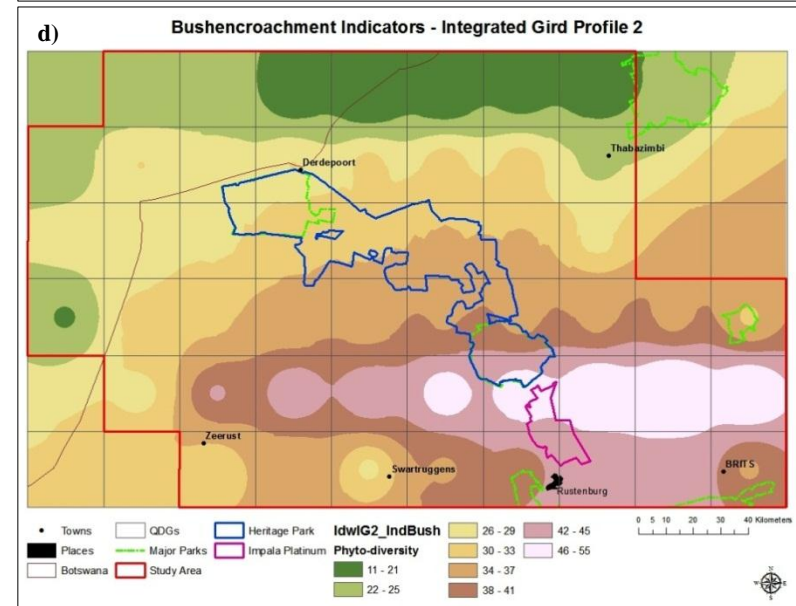 d)
Bushencroachment Indicators - Integrated Gird Profile 2
Thabazimbi
Derdepoort
Zeerust
Swartruggens
BRITS
Rustenburg
Towns
QDGs
Heritage Park
IdwIG2_IndBush
26 - 29
42 - 45
0 5 10 20 30 40 Kilometers
Places
Major Parks
Impala Platinum
Phyto-diversity
30 - 33
46 - 55
Botswana
Study Area
11 - 21
34 - 37
22 - 25
38 - 41